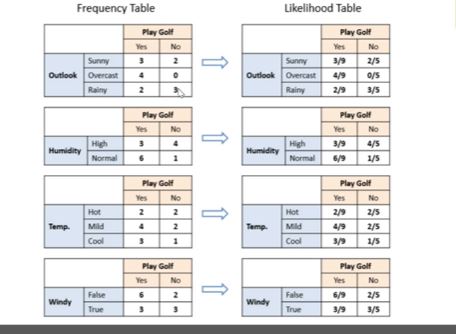 Frequency Table Likelihood Table
Play Golf Play Golf
Yes No Yes No
Sunny 3 2 Sunny 3/9 2/5
Outlook Overcast 4 0 Outlook Overcast 4/9 0/5
Rainy 2 3 Rainy 2/9 3/5
Play Golf Play Golf
Yes No Yes No
Humidity High 3 4 Humidity High 3/9 4/5
Normal 6 1 Normal 6/9 1/5
Play Golf Play Golf
Yes No Yes No
Hot 2 2 Hot 2/9 2/5
Temp. Mild 4 2 Temp. Mild 4/9 2/5
Cool 3 1 Cool 3/9 1/5
Play Golf Play Golf
Yes No Yes No
Windy False 6 2 Windy False 6/9 2/5
True 3 3 True 3/9 3/5